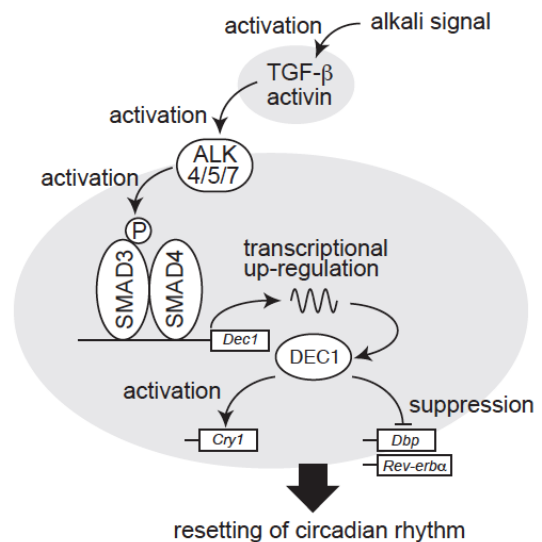 alkali signal
activation
TGF-β
activin
activation
ALK
4/5/7
activation
P
SMAD3
SMAD4
transcriptional
up-regulation
Dec1
DEC1
activation
suppression
Cry1
Dbp
Rev-erbα
resetting of circadian rhythm